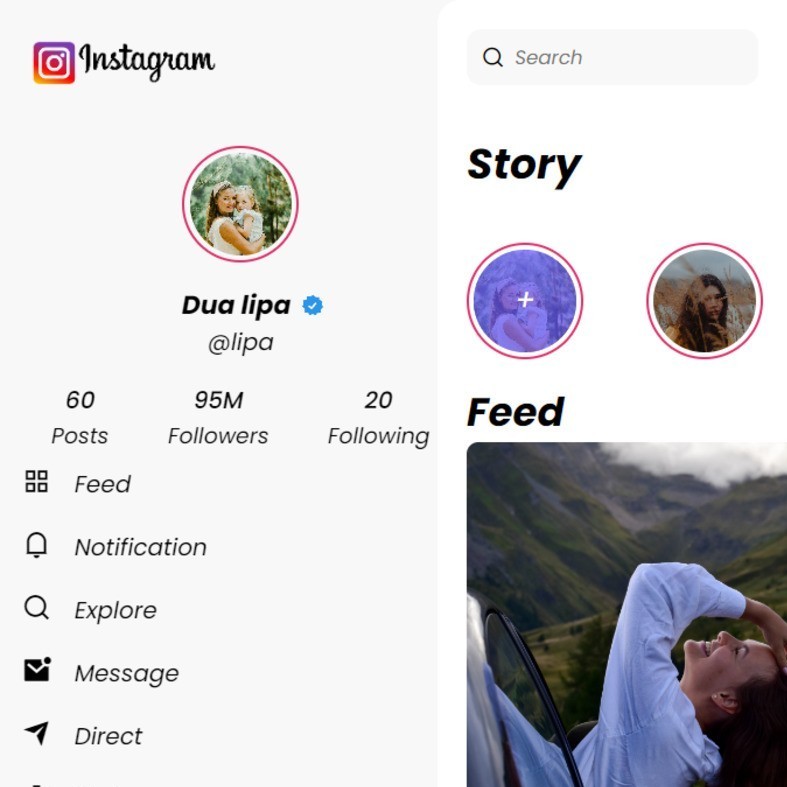 Instagram
Dua lipa
@lipa
60 95M 20
Posts Followers Following
Feed
Notification
Explore
Message
Direct
Search
Story
+
Feed